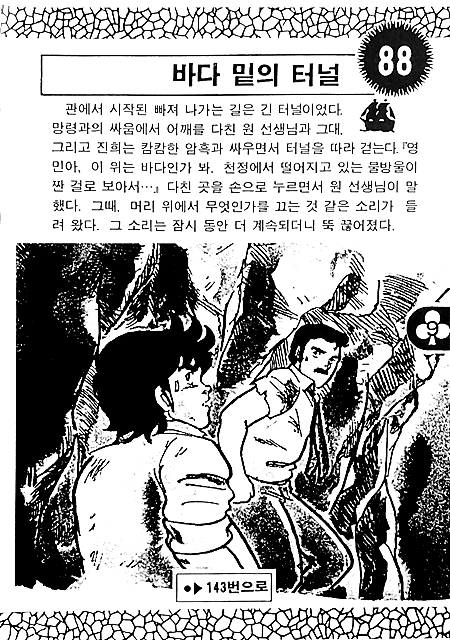 88
바다 밑의 터널
관에서 시작된 빠져 나가는 길은 긴 터널이었다.
망령과의 싸움에서 어깨를 다친 원 선생님과 그대,
그리고 진희는 캄캄한 암흑과 싸우면서 터널을 따라 걷는다.『영
민아, 이 위는 바다인가 봐. 천정에서 떨어지고 있는 물방울이
짠 걸로 보아서…』 다친 곳을 손으로 누르면서 원 선생님이 말
했다. 그때, 머리 위에서 무엇인가를 끄는 것 같은 소리가 들
려 왔다. 그 소리는 잠시 동안 더 계속되더니 뚝 끊어졌다.
9
●▶143번으로